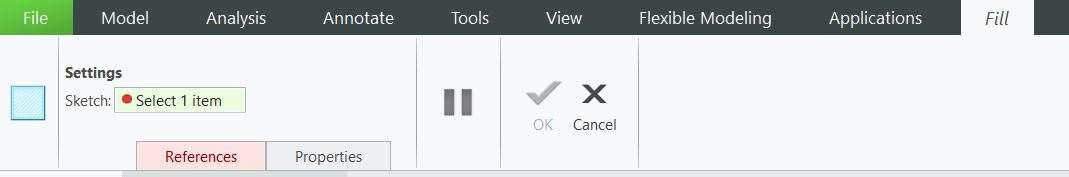 File Model Analysis Annotate Tools View Flexible Modeling Applications Fill
Settings
Sketch: Select 1 item
OK Cancel
References Properties